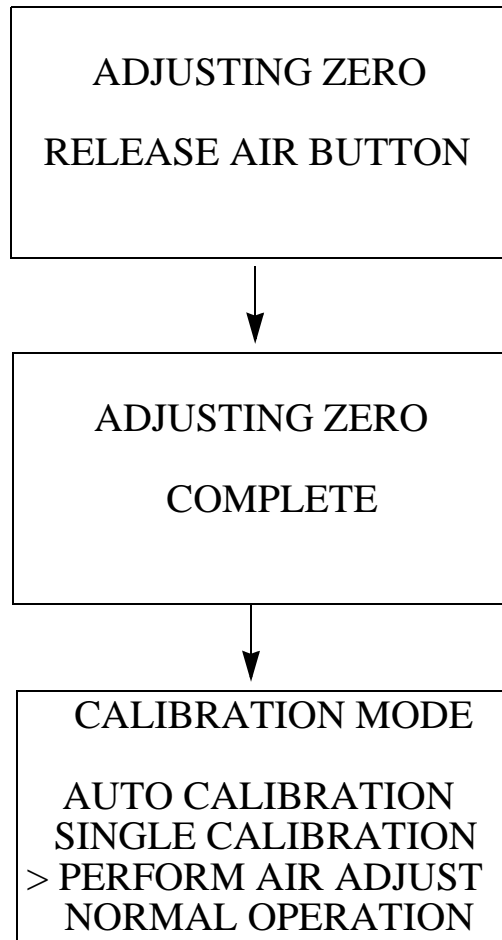 ADJUSTING ZERO
RELEASE AIR BUTTON
ADJUSTING ZERO
COMPLETE
CALIBRATION MODE
AUTO CALIBRATION
SINGLE CALIBRATION
> PERFORM AIR ADJUST
NORMAL OPERATION